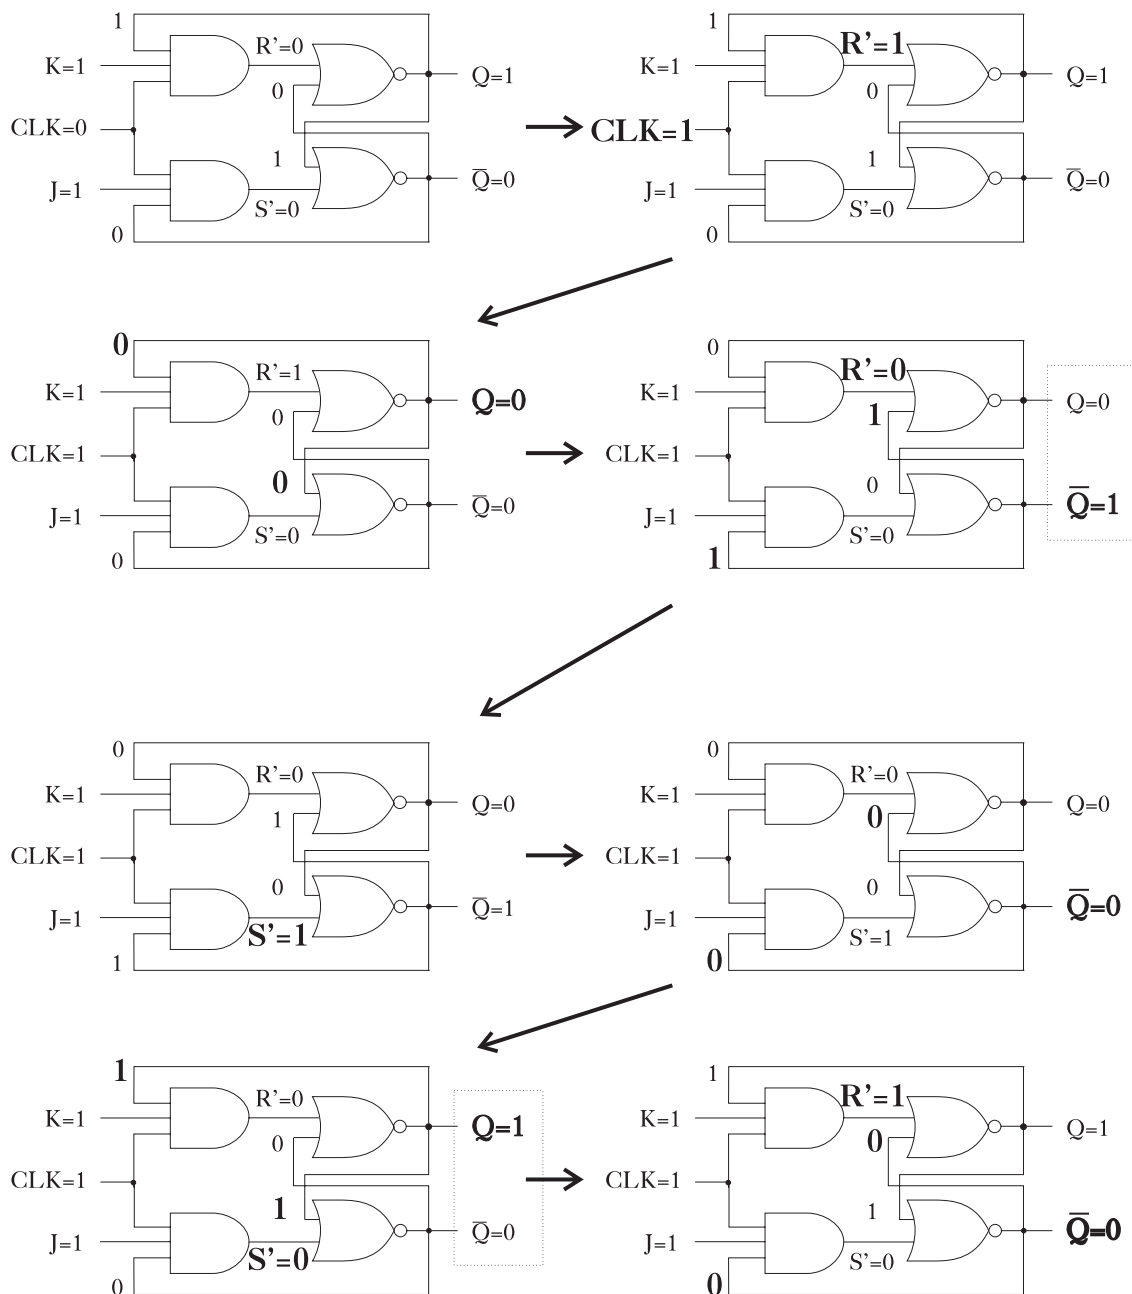 1
R'=0
K=1
0
Q=1
CLK=0
1
J=1
S'=0
Q̅=0
0
1
R'=1
K=1
0
Q=1
CLK=1
1
J=1
S'=0
Q̅=0
0
0
R'=1
K=1
0
Q=0
CLK=1
0
J=1
S'=0
Q̅=0
0
0
R'=0
K=1
1
Q=0
CLK=1
0
J=1
S'=0
Q̅=1
1
0
R'=0
K=1
1
Q=0
CLK=1
0
J=1
S'=1
Q̅=1
1
0
R'=0
K=1
0
Q=0
CLK=1
0
J=1
S'=1
Q̅=0
0
1
R'=0
K=1
0
Q=1
CLK=1
1
J=1
S'=0
Q̅=0
0
1
R'=1
K=1
0
Q=1
CLK=1
1
J=1
S'=0
Q̅=0
0